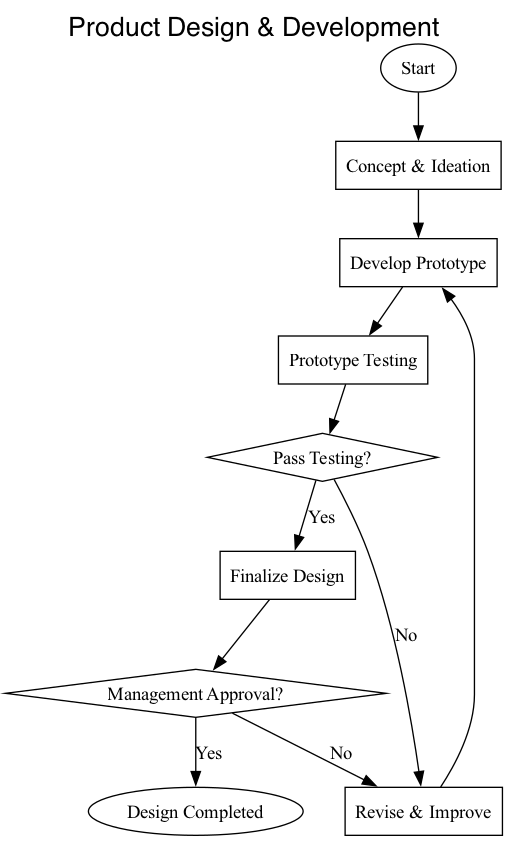 Product Design & Development
Start
Concept & Ideation
Develop Prototype
Prototype Testing
Pass Testing?
Yes
Finalize Design
No
Management Approval?
Yes
No
Design Completed
Revise & Improve